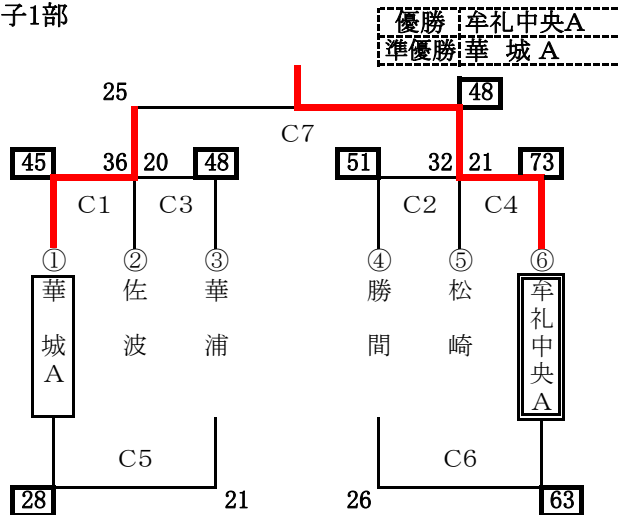 子1部
優勝 牟礼中央A
準優勝 華 城 A
25 48
C7
45 36 20 48 51 32 21 73
C1 C3 C2 C4
① ② ③ ④ ⑤ ⑥
華城A 佐波 華浦 勝間 松崎 牟礼中央A
C5 C6
28 21 26 63